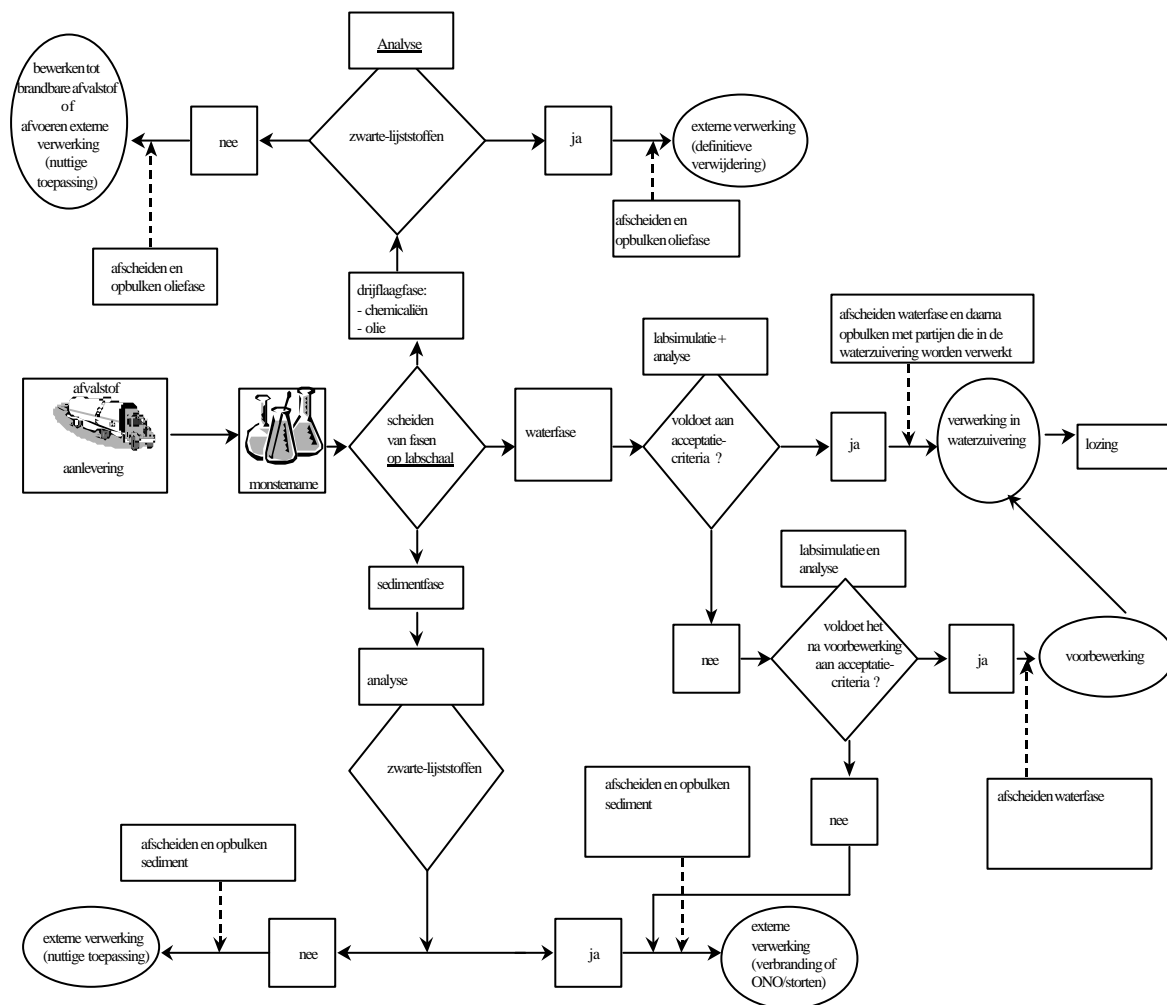 Analyse
zwarte-lijststoffen
bewerken tot
brandbare afvalstof
of
afvoeren externe
verwerking
(nuttige
toepassing)
nee
ja
externe verwerking
(definitieve
verwijdering)
afscheiden en
opbulken oliefase
afscheiden en
opbulken oliefase
drijflaagfase:
- chemicaliën
- olie
afvalstof
aanlevering
monstername
scheiden
van fasen
op labschaal
waterfase
labsimulatie +
analyse
voldoet aan
acceptatie-
criteria ?
ja
afscheiden waterfase en daarna
opbulken met partijen die in de
waterzuivering worden verwerkt
verwerking in
waterzuivering
lozing
sedimentfase
nee
labsimulatie en
analyse
voldoet het
na voorbewerking
aan acceptatie-
criteria ?
ja
voorbewerking
afscheiden waterfase
nee
analyse
zwarte-lijststoffen
afscheiden en opbulken
sediment
afscheiden en opbulken
sediment
externe verwerking
(nuttige toepassing)
nee
ja
externe
verwerking
(verbranding of
ONO/storten)